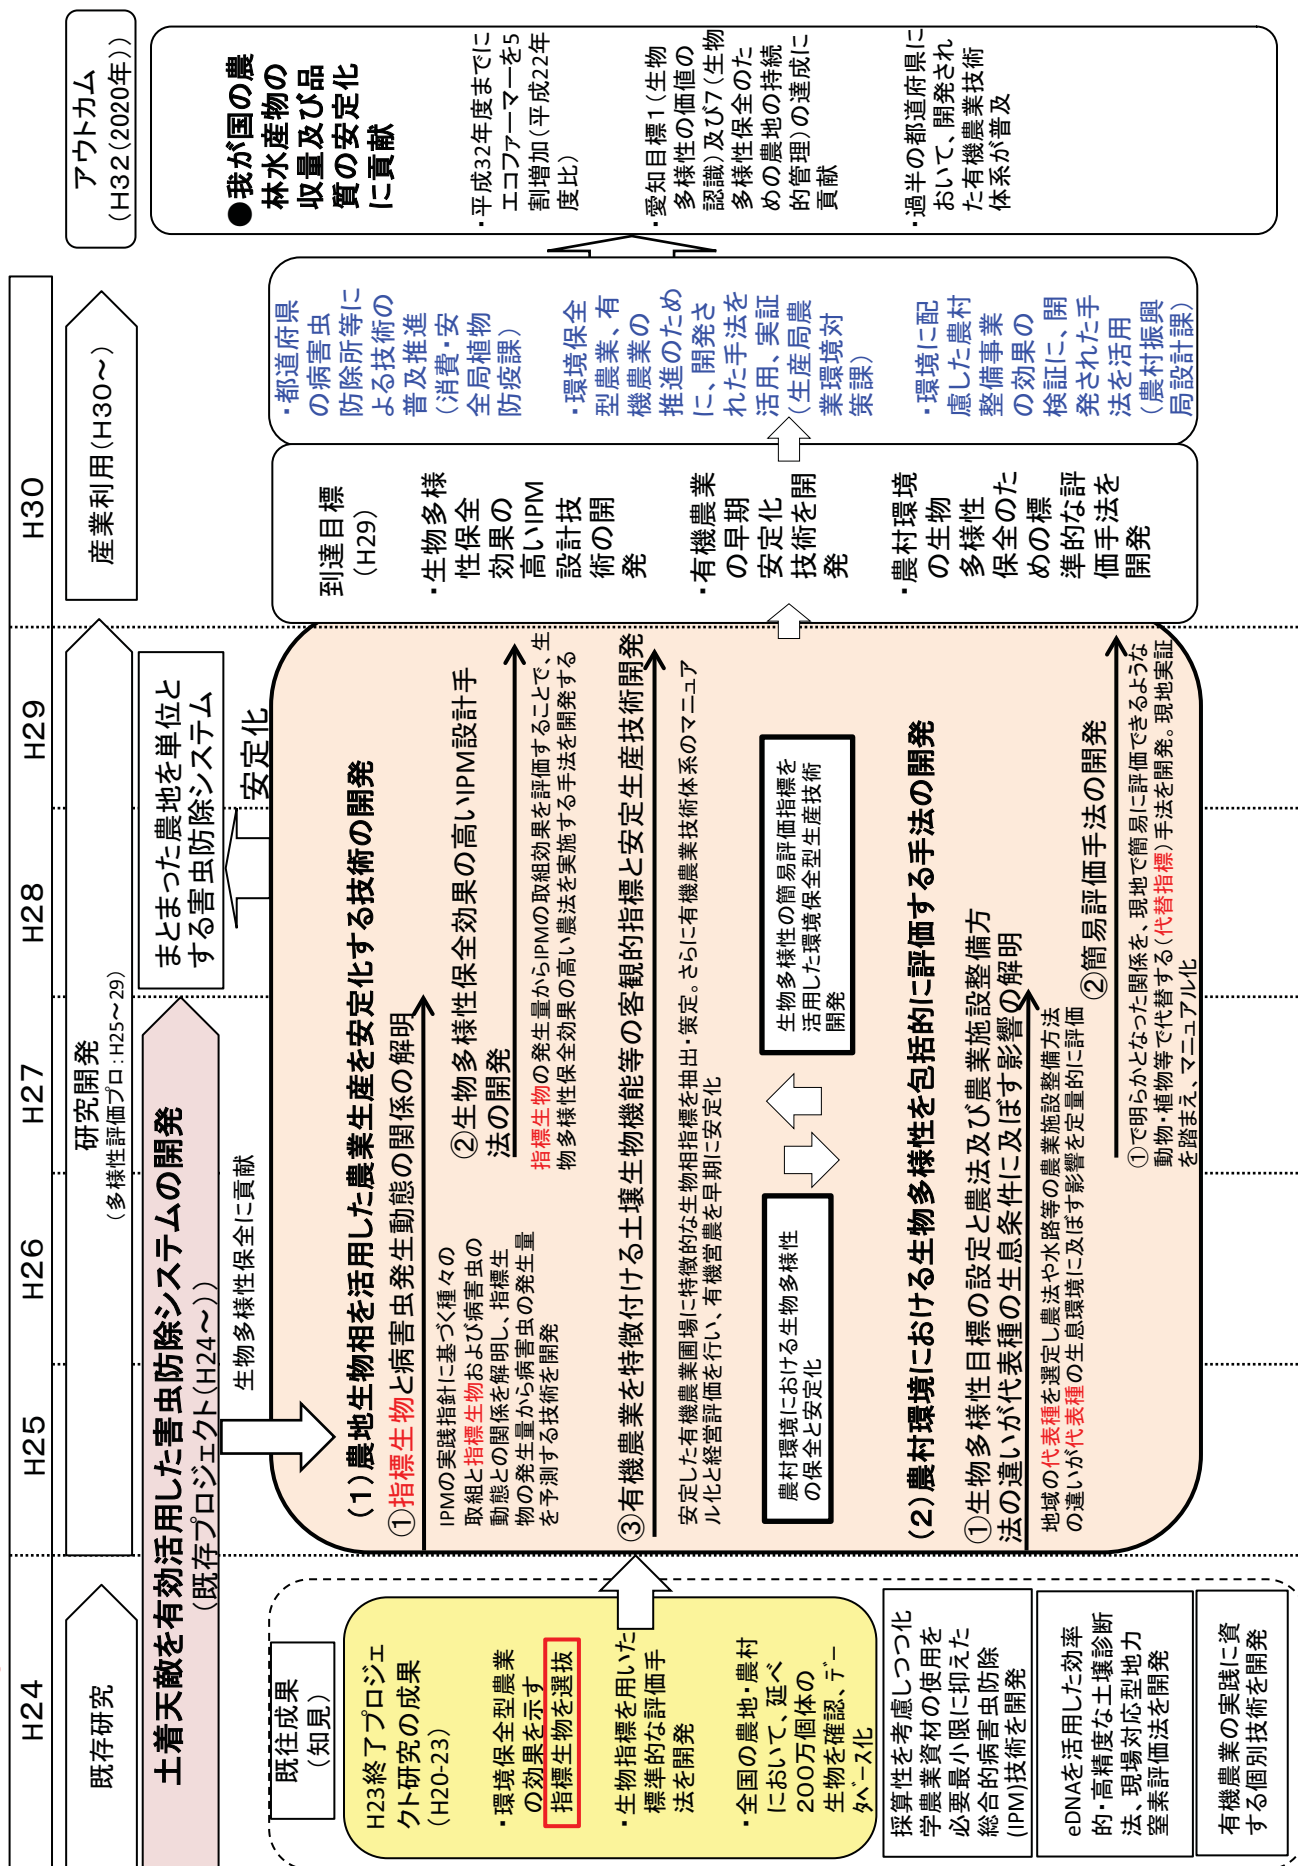 H24
H25
H26
H27
H28
H29
H30
既存研究
研究開発
(多様性評価プロ:H25～29)
産業利用(H30～)
アウトカム
(H32(2020年))
土着天敵を有効活用した害虫防除システムの開発
(既存プロジェクト(H24～))
まとまった農地を単位と
する害虫防除システム
生物多様性保全に貢献
安定化
既往成果
(知見)
H23終了プロジェ
クト研究の成果
(H20-23)
・環境保全型農業
の効果を示す
指標生物を選抜
・生物指標を用いた
標準的な評価手
法を開発
・全国の農地・農村
において、延べ
200万個体の
生物を確認、デー
タベース化
採算性を考慮しつつ化
学農業資材の使用を
必要最小限に抑えた
総合的病害虫防除
(IPM)技術を開発
eDNAを活用した効率
的・高精度な土壌診断
法、現場対応型地力
窒素評価法を開発
有機農業の実践に資
する個別技術を開発
(1)農地生物相を活用した農業生産を安定化する技術の開発
①指標生物と病害虫発生動態の関係の解明
IPMの実践指針に基づく種々の
取組と指標生物および病害虫の
動態との関係を解明し、指標生
物の発生量から病害虫の発生量
を予測する技術を開発
②生物多様性保全効果の高いIPM設計手
法の開発
指標生物の発生量からIPMの取組効果を評価することで、生
物多様性保全効果の高い農法を実施する手法を開発する
③有機農業を特徴付ける土壌生物機能等の客観的指標と安定生産技術開発
安定した有機農業圃場に特徴的な生物相指標を抽出・策定。さらに有機農業技術体系のマニュア
ル化と経営評価を行い、有機営農を早期に安定化
農村環境における生物多様性
の保全と安定化
生物多様性の簡易評価指標を
活用した環境保全型生産技術
開発
(2)農村環境における生物多様性を包括的に評価する手法の開発
①生物多様性目標の設定と農法及び農業施設整備方
法の違いが代表種の生息条件に及ぼす影響の解明
地域の代表種を選定し農法や水路等の農業施設整備方法
の違いが代表種の生息環境に及ぼす影響を定量的に評価
②簡易評価手法の開発
①で明らかとなった関係を、現地で簡易に評価できるような
動物・植物等で代替する(代替指標)手法を開発。現地実証
を踏まえ、マニュアル化
到達目標
(H29)
・生物多様
性保全
効果の
高いIPM
設計技
術の開
発
・有機農業
の早期
安定化
技術を開
発
・農村環境
の生物
多様性
保全のた
めの標
準的な評
価手法を
開発
・都道府県
の病害虫
防除所等に
よる技術の
普及推進
(消費・安
全局植物
防疫課)
・環境保全
型農業、有
機農業の
推進のため
に、開発さ
れた手法を
活用、実証
(生産局農
業環境対
策課)
・環境に配
慮した農村
整備事業
の効果の
検証に、開
発された手
法を活用
(農村振興
局設計課)
●我が国の農
林水産物の
収量及び品
質の安定化
に貢献
・平成32年度までに
エコファーマーを5
割増加(平成22年
度比)
・愛知目標1(生物
多様性の価値の
認識)及び7(生物
多様性保全のた
めの農地の持続
的管理)の達成に
貢献
・過半の都道府県に
おいて、開発され
た有機農業技術
体系が普及